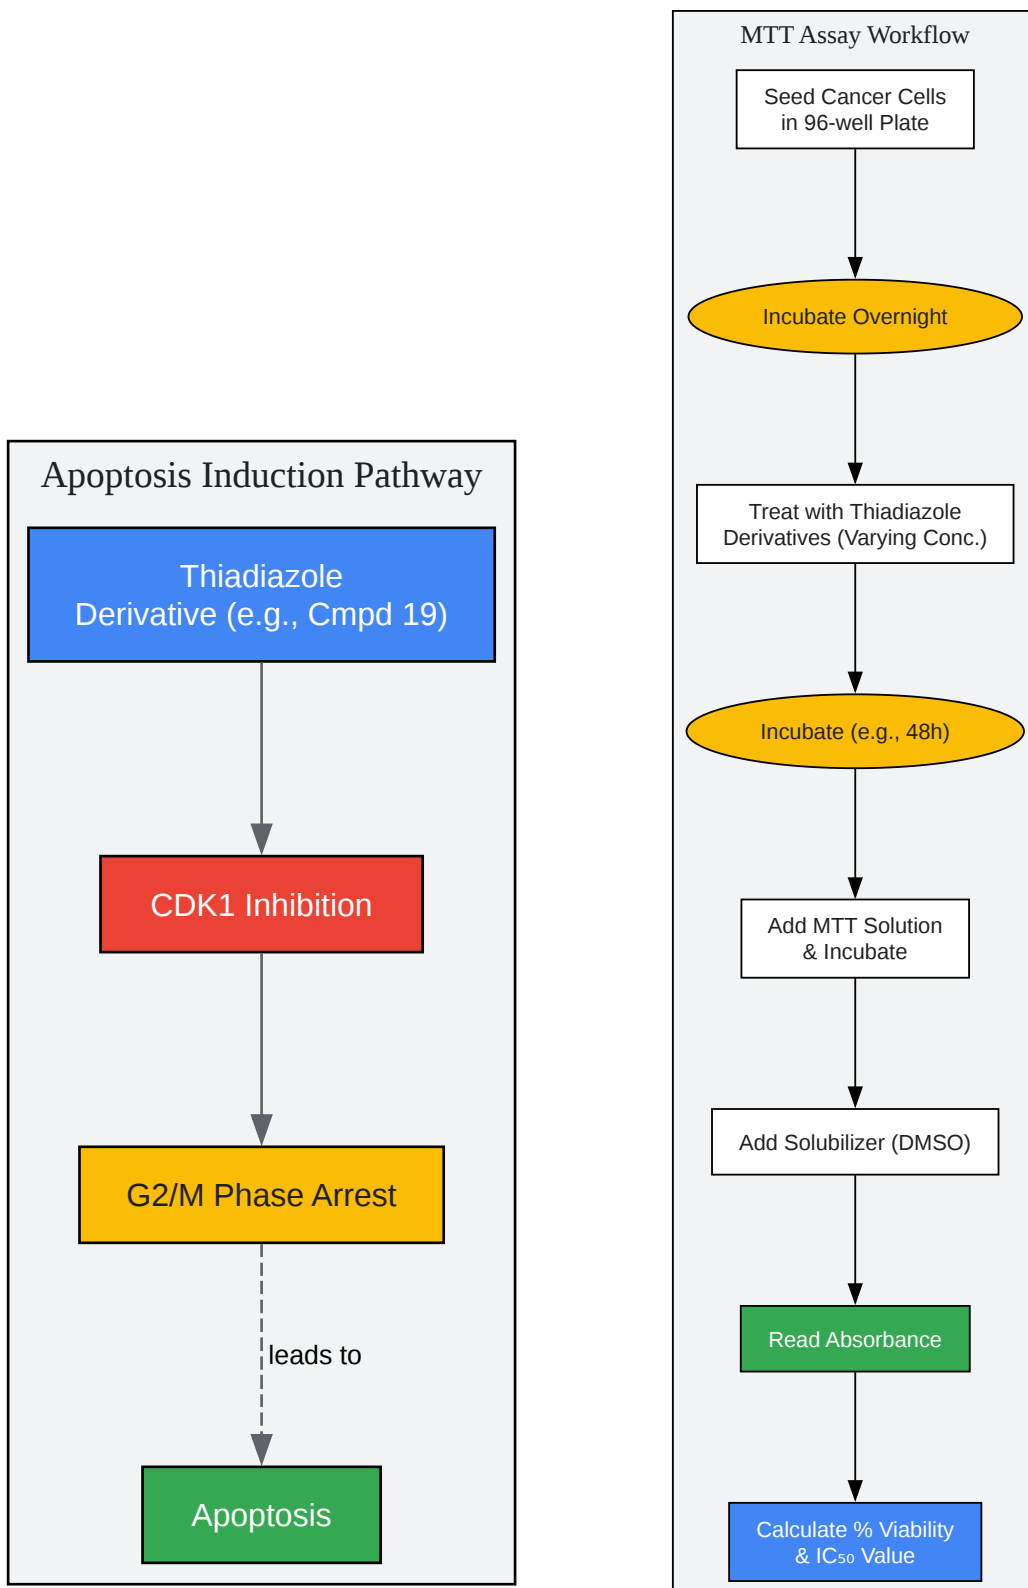 Apoptosis Induction Pathway
Thiadiazole
Derivative (e.g., Cmpd 19)
CDK1 Inhibition
G2/M Phase Arrest
leads to
Apoptosis
MTT Assay Workflow
Seed Cancer Cells
in 96-well Plate
Incubate Overnight
Treat with Thiadiazole
Derivatives (Varying Conc.)
Incubate (e.g., 48h)
Add MTT Solution
& Incubate
Add Solubilizer (DMSO)
Read Absorbance
Calculate % Viability
& IC₅₀ Value